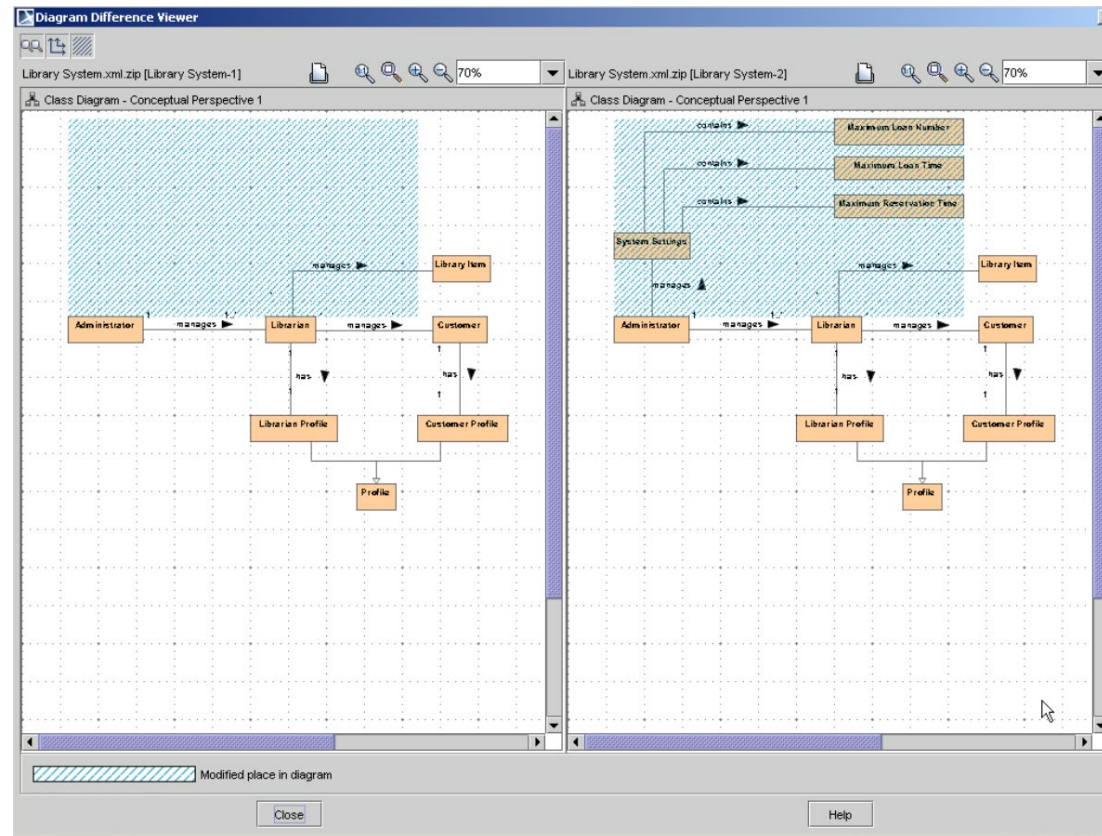 Diagram Difference Viewer
Library System.xml.zip [Library System-1]
70%
Library System.xml.zip [Library System-2]
70%
Class Diagram - Conceptual Perspective 1
Class Diagram - Conceptual Perspective 1
manages
Library Item
1
1..*
Administrator
manages
Librarian
manages
Customer
1
1
has
has
1
1
Librarian Profile
Customer Profile
Profile
contains
Maximum Loan Number
contains
Maximum Loan Time
contains
Maximum Reservation Time
System Settings
manages
Library Item
manages
1
1..*
Administrator
manages
Librarian
manages
Customer
1
1
has
has
1
1
Librarian Profile
Customer Profile
Profile
Modified place in diagram
Close
Help